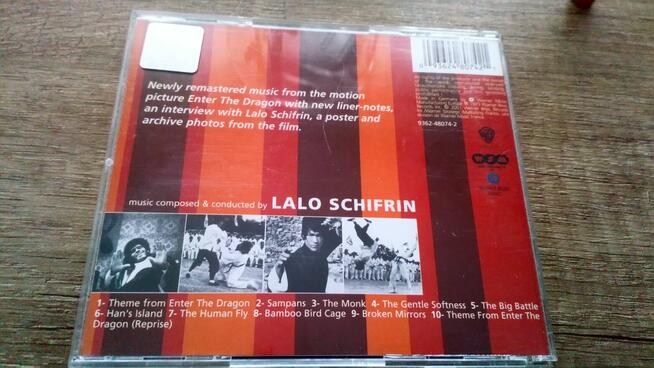 Newly remastered music from the motion
picture Enter The Dragon with new liner-notes,
an interview with Lalo Schifrin, a poster and
archive photos from the film.
9362-48074-2
music composed & conducted by LALO SCHIFRIN
1- Theme from Enter The Dragon 2- Sampans 3- The Monk 4- The Gentle Softness 5- The Big Battle
6- Han's Island 7- The Human Fly 8- Bamboo Bird Cage 9- Broken Mirrors 10- Theme From Enter The
Dragon (Reprise)